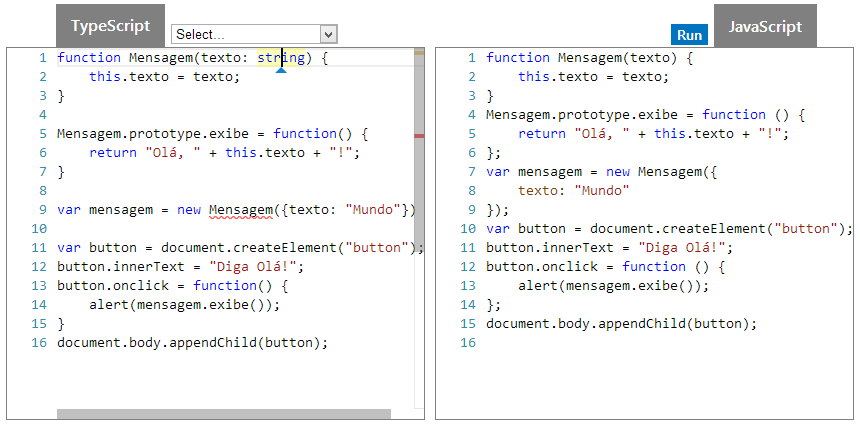 TypeScript
Select...
Run
JavaScript
1 function Mensagem(texto: string) {
2     this.texto = texto;
3 }
4
5 Mensagem.prototype.exibe = function() {
6     return "Olá, " + this.texto + "!";
7 }
8
9 var mensagem = new Mensagem({texto: "Mundo"})
10
11 var button = document.createElement("button");
12 button.innerText = "Diga Olá!";
13 button.onclick = function() {
14     alert(mensagem.exibe());
15 }
16 document.body.appendChild(button);
1 function Mensagem(texto) {
2     this.texto = texto;
3 }
4 Mensagem.prototype.exibe = function () {
5     return "Olá, " + this.texto + "!";
6 };
7 var mensagem = new Mensagem({
8     texto: "Mundo"
9 });
10 var button = document.createElement("button");
11 button.innerText = "Diga Olá!";
12 button.onclick = function () {
13     alert(mensagem.exibe());
14 };
15 document.body.appendChild(button);
16